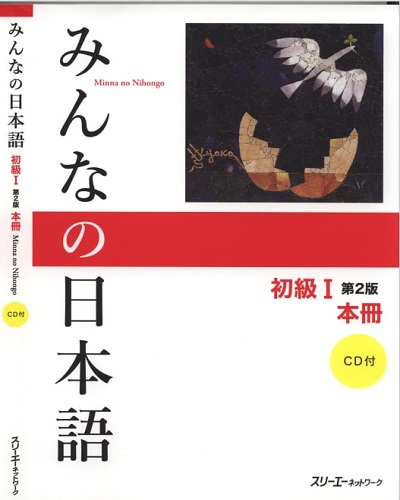 みんなの日本語
初級 I
第2版
本冊
Minna no Nihongo
CD付
スリーエーネットワーク
みんなの日本語
Minna no Nihongo
初級 I 第2版
本冊
CD付
スリーエーネットワーク